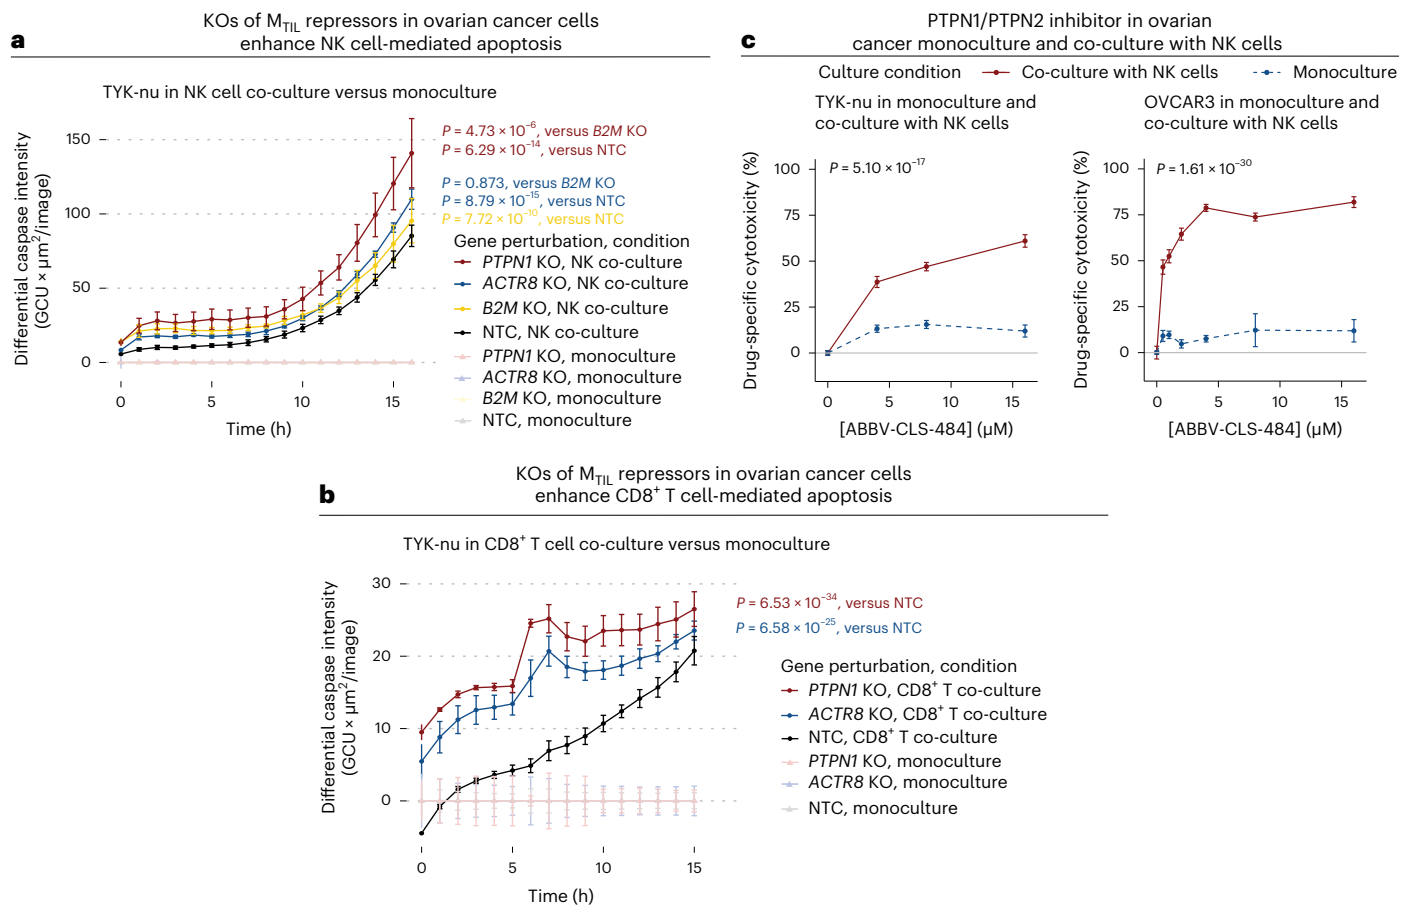 a
KOs of MTIL repressors in ovarian cancer cells
enhance NK cell-mediated apoptosis
TYK-nu in NK cell co-culture versus monoculture
Differential caspase intensity
(GCU × µm²/image)
150
100
50
0
0
5
10
15
Time (h)
P = 4.73 × 10⁻⁶, versus B2M KO
P = 6.29 × 10⁻¹⁴, versus NTC
P = 0.873, versus B2M KO
P = 8.79 × 10⁻¹⁵, versus NTC
P = 7.72 × 10⁻¹⁰, versus NTC
Gene perturbation, condition
PTPN1 KO, NK co-culture
ACTR8 KO, NK co-culture
B2M KO, NK co-culture
NTC, NK co-culture
PTPN1 KO, monoculture
ACTR8 KO, monoculture
B2M KO, monoculture
NTC, monoculture
c
PTPN1/PTPN2 inhibitor in ovarian
cancer monoculture and co-culture with NK cells
Culture condition Co-culture with NK cells Monoculture
TYK-nu in monoculture and
co-culture with NK cells
Drug-specific cytotoxicity (%)
P = 5.10 × 10⁻¹⁷
100
75
50
25
0
0
5
10
15
[ABBV-CLS-484] (µM)
OVCAR3 in monoculture and
co-culture with NK cells
Drug-specific cytotoxicity (%)
P = 1.61 × 10⁻³⁰
100
75
50
25
0
0
5
10
15
[ABBV-CLS-484] (µM)
b
KOs of MTIL repressors in ovarian cancer cells
enhance CD8⁺ T cell-mediated apoptosis
TYK-nu in CD8⁺ T cell co-culture versus monoculture
Differential caspase intensity
(GCU × µm²/image)
30
20
10
0
0
5
10
15
Time (h)
P = 6.53 × 10⁻³⁴, versus NTC
P = 6.58 × 10⁻²⁵, versus NTC
Gene perturbation, condition
PTPN1 KO, CD8⁺ T co-culture
ACTR8 KO, CD8⁺ T co-culture
NTC, CD8⁺ T co-culture
PTPN1 KO, monoculture
ACTR8 KO, monoculture
NTC, monoculture